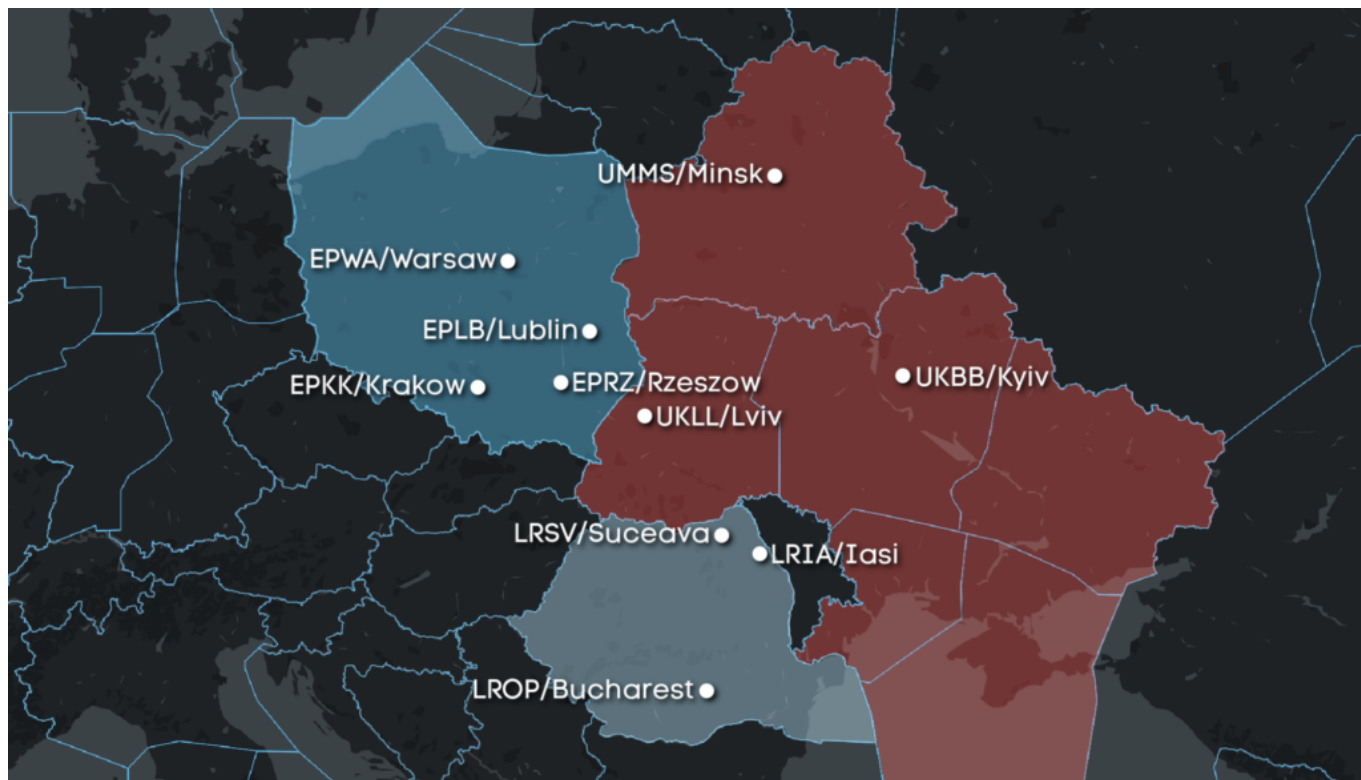 UMMS/Minsk
EPWA/Warsaw
EPLB/Lublin
EPKK/Krakow
EPRZ/Rzeszow
UKBB/Kyiv
UKLL/Lviv
LRSV/Suceava
LRIA/Iasi
LROP/Bucharest